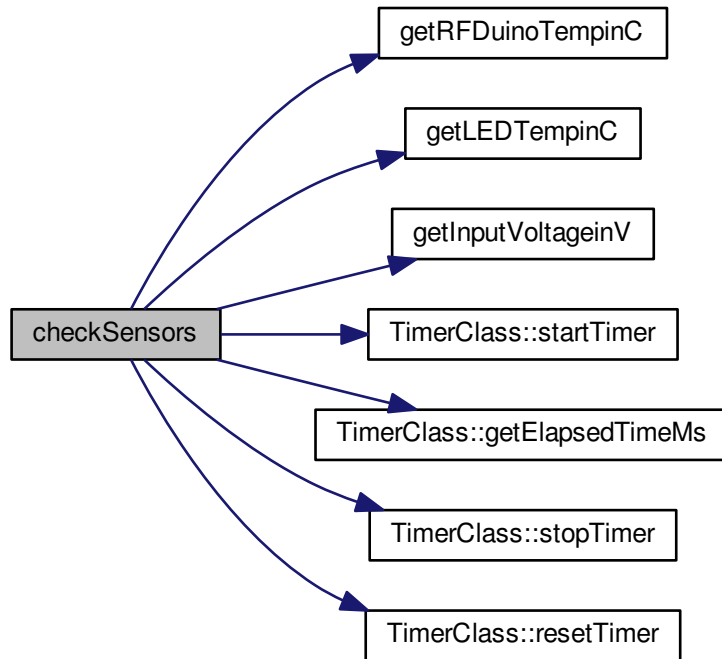 getRFDuinoTempinC
getLEDTempinC
getInputVoltageinV
checkSensors
TimerClass::startTimer
TimerClass::getElapsedTimeMs
TimerClass::stopTimer
TimerClass::resetTimer